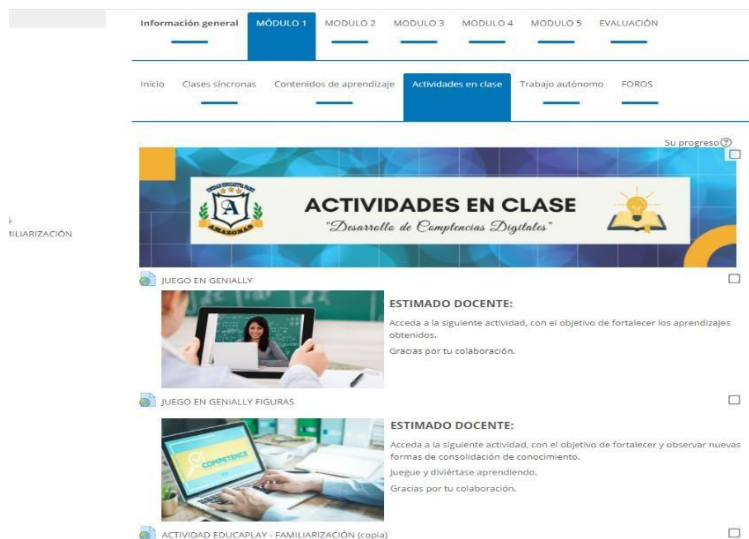 Información general MÓDULO 1 MODULO 2 MODULO 3 MODULO 4 MODULO 5 EVALUACIÓN
Inicio Clases síncronas Contenidos de aprendizaje Actividades en clase Trabajo autónomo FOROS
Su progreso
ACTIVIDADES EN CLASE
"Desarrollo de Complencias Digitales"
A
AMAZONAS
MILIARIZACIÓN
JUEGO EN GENIALLY
ESTIMADO DOCENTE:
Acceda a la siguiente actividad, con el objetivo de fortalecer los aprendizajes
obtenidos.
Gracias por tu colaboración.
JUEGO EN GENIALLY FIGURAS
COMPETENCE
ESTIMADO DOCENTE:
Acceda a la siguiente actividad, con el objetivo de fortalecer y observar nuevas
formas de consolidación de conocimiento.
Juegue y diviértase aprendiendo.
Gracias por tu colaboración.
ACTIVIDAD EDUCAPLAY - FAMILIARIZACIÓN (copia)